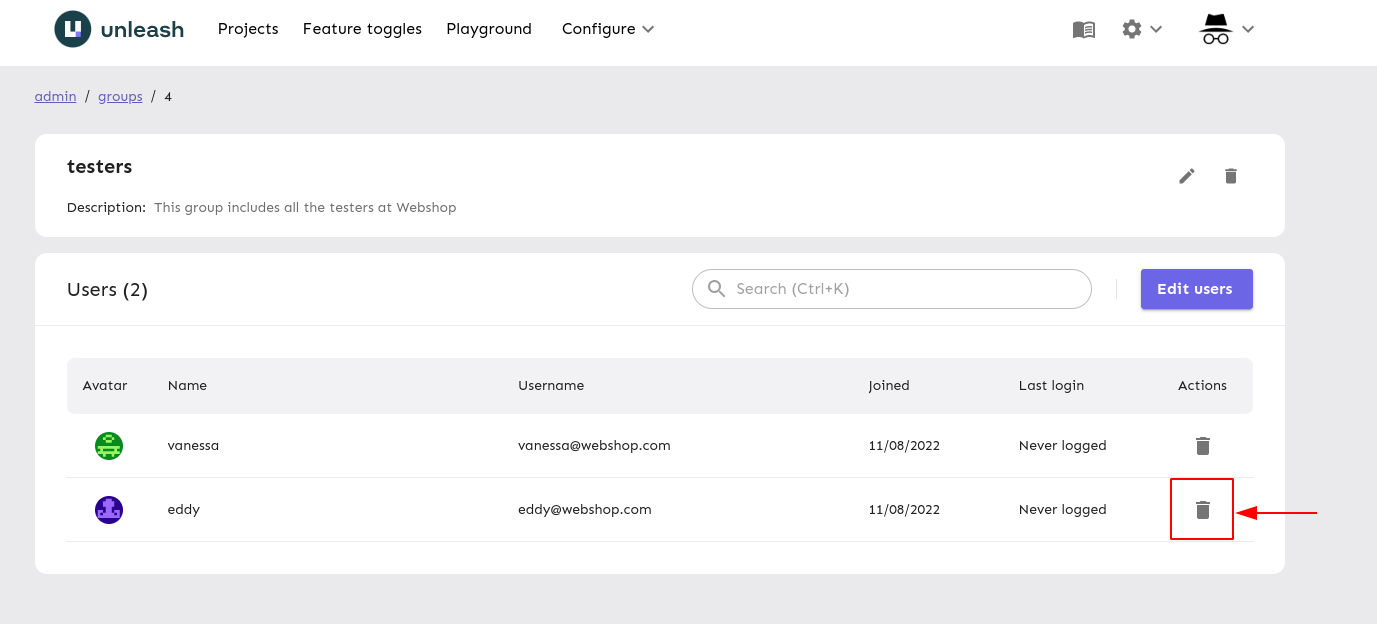 unleash Projects Feature toggles Playground Configure
admin / groups / 4
testers
Description: This group includes all the testers at Webshop
Users (2) Search (Ctrl+K) Edit users
Avatar Name Username Joined Last login Actions
vanessa vanessa@webshop.com 11/08/2022 Never logged
eddy eddy@webshop.com 11/08/2022 Never logged